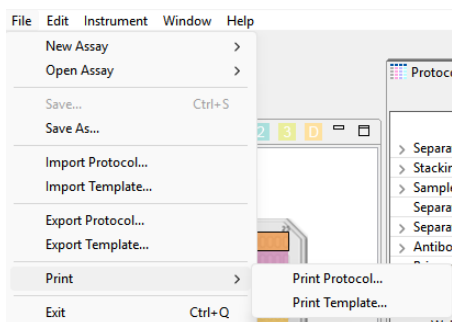 File Edit Instrument Window Help
New Assay >
Open Assay >
Protoc
Save... Ctrl+S
Save As...
2 3 D
Import Protocol...
> Separa
> Stackin
Import Template...
> Sample
Separa
Export Protocol...
> Separa
Export Template...
> Antibo
Print >
Print Protocol...
Print Template...
Exit Ctrl+Q